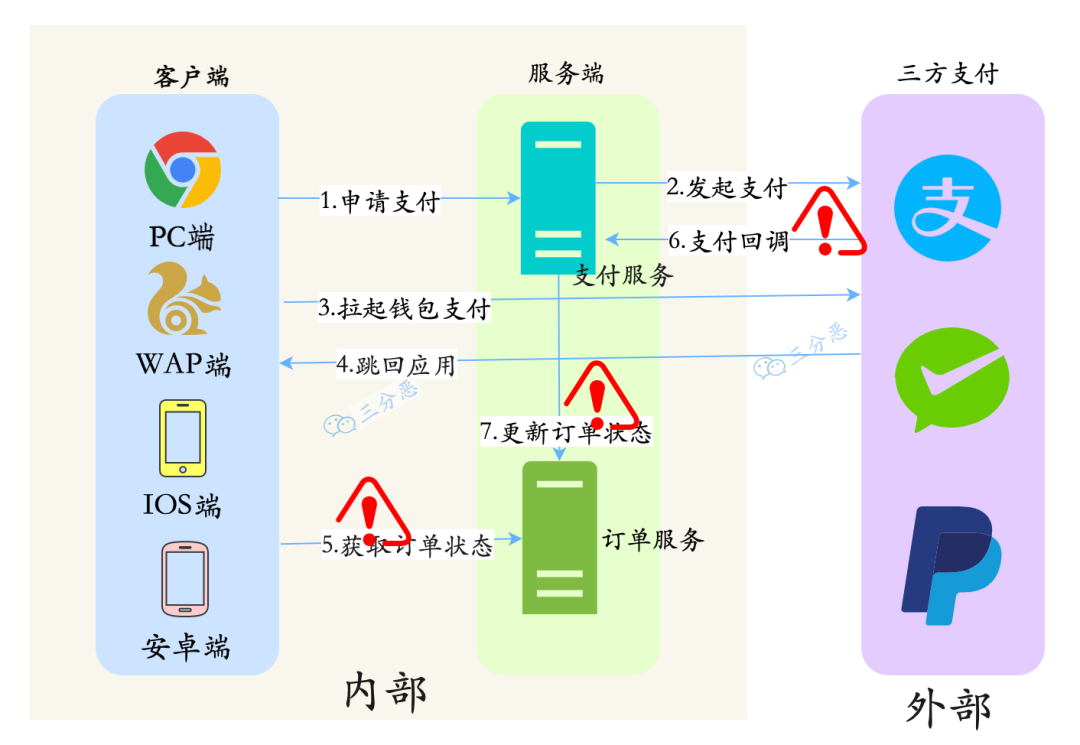 客户端
服务端
三方支付
PC端
1.申请支付
2.发起支付
支
6.支付回调
支付服务
WAP端
3.拉起钱包支付
4.跳回应用
三分恶
三分恶
7.更新订单状态
IOS端
5.获取订单状态
订单服务
安卓端
内部
外部